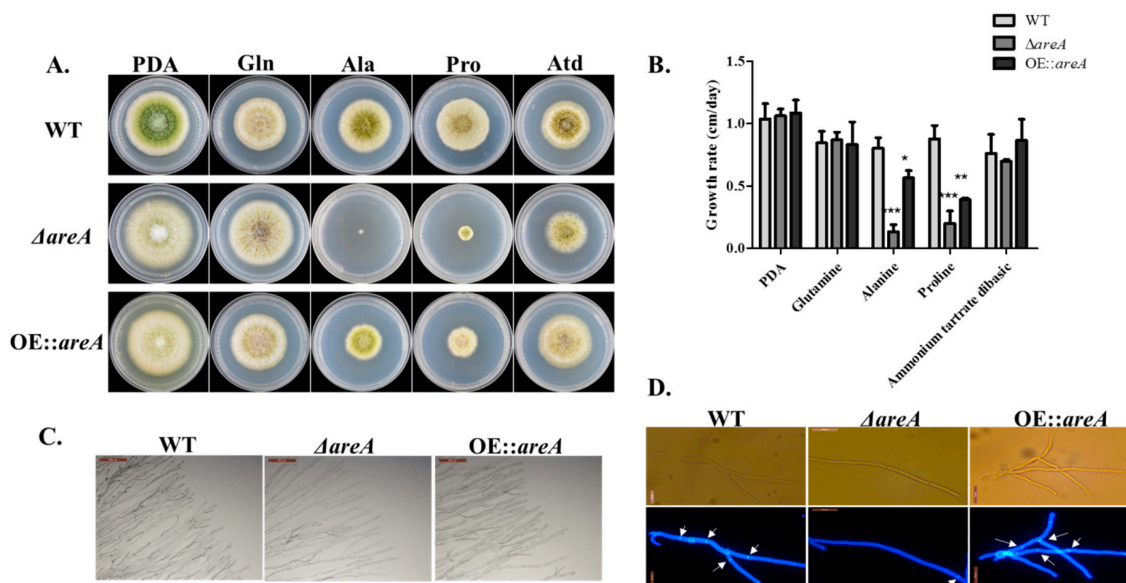 A.
PDA Gln Ala Pro Atd
WT
ΔareA
OE::areA
B.
WT
ΔareA
OE::areA
Growth rate (cm/day)
1.5
1.0
0.5
0.0
*
***
**
***
PDA
Glutamine
Alanine
Proline
Ammonium tartrate dibasic
C.
WT ΔareA OE::areA
D.
WT ΔareA OE::areA